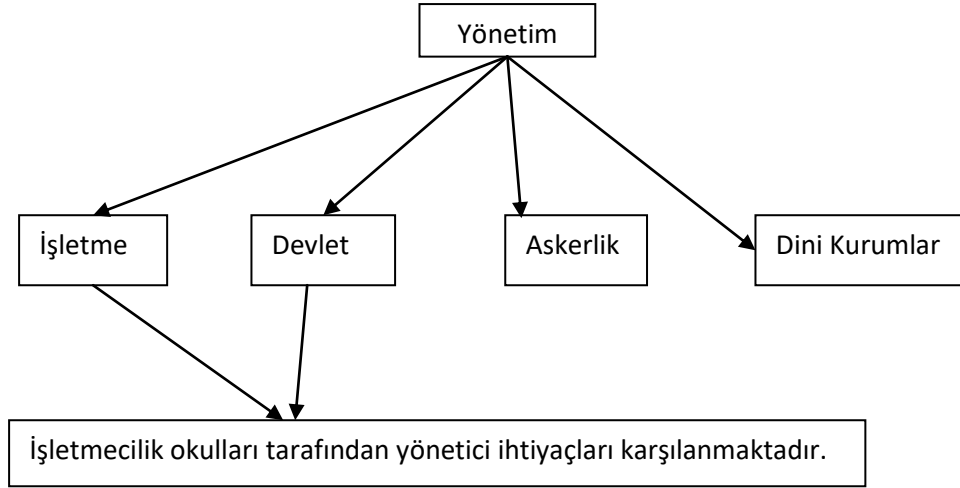 Yönetim
İşletme
Devlet
Askerlik
Dini Kurumlar
İşletmecilik okulları tarafından yönetici ihtiyaçları karşılanmaktadır.